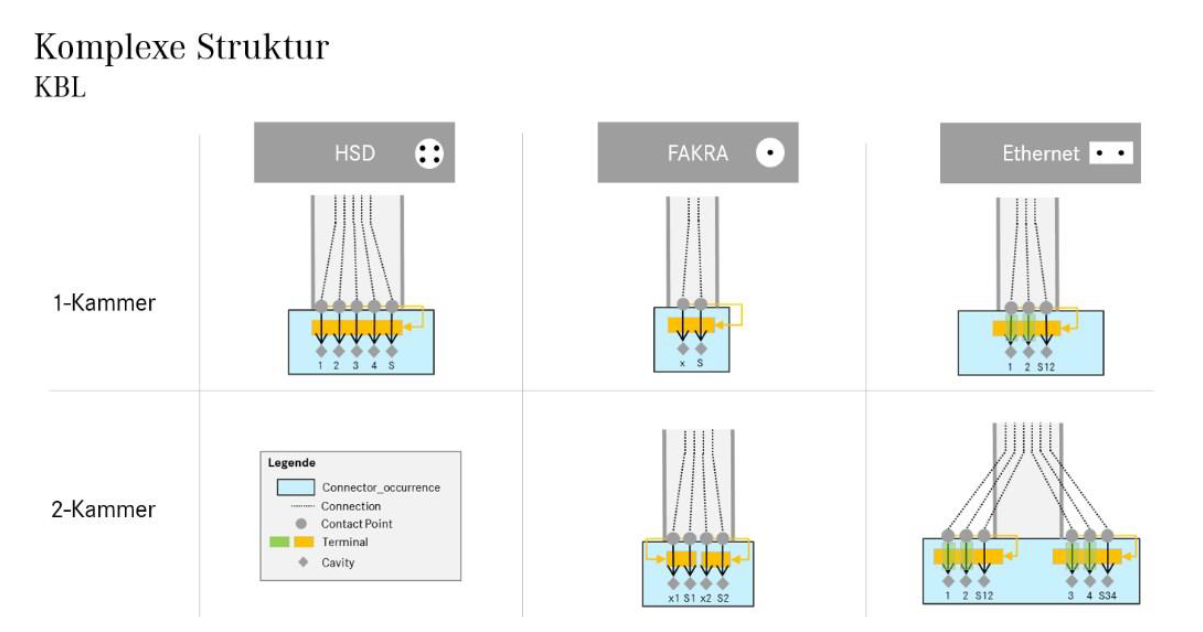 Komplexe Struktur
KBL
HSD
FAKRA
Ethernet
1-Kammer
1 2 3 4 S
x S
1 2 S12
2-Kammer
Legende
Connector_occurrence
Connection
Contact Point
Terminal
Cavity
x1 S1 x2 S2
1 2 S12
3 4 S34